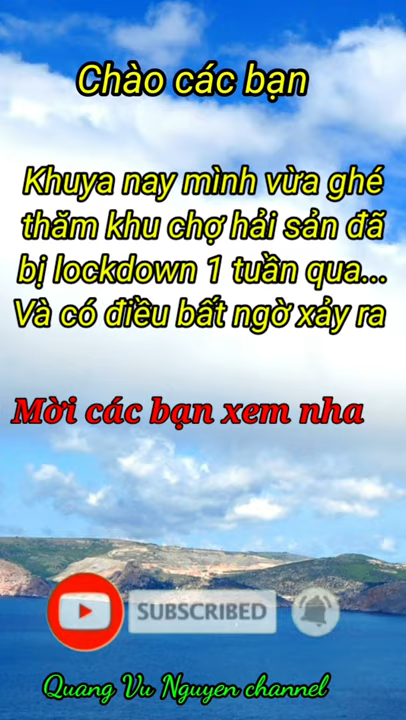 Chào các bạn
Khuya nay mình vừa ghé
thăm khu chợ hải sản đã
bị lockdown 1 tuần qua...
Và có điều bất ngờ xảy ra
Mời các bạn xem nha
SUBSCRIBED
Quang Vu Nguyen channel